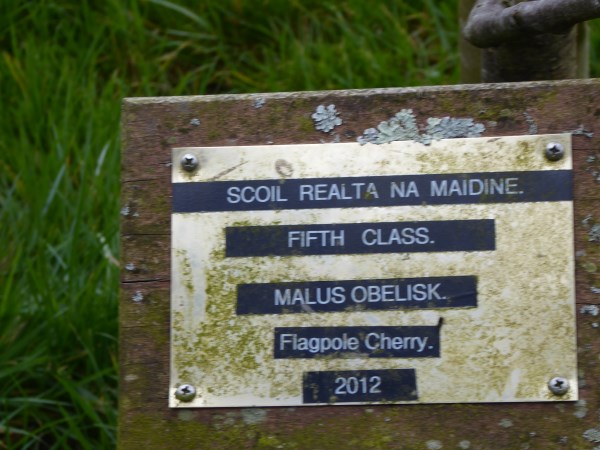 SCOIL REALTA NA MAIDINE.
FIFTH CLASS.
MALUS OBELISK.
Flagpole Cherry.
2012